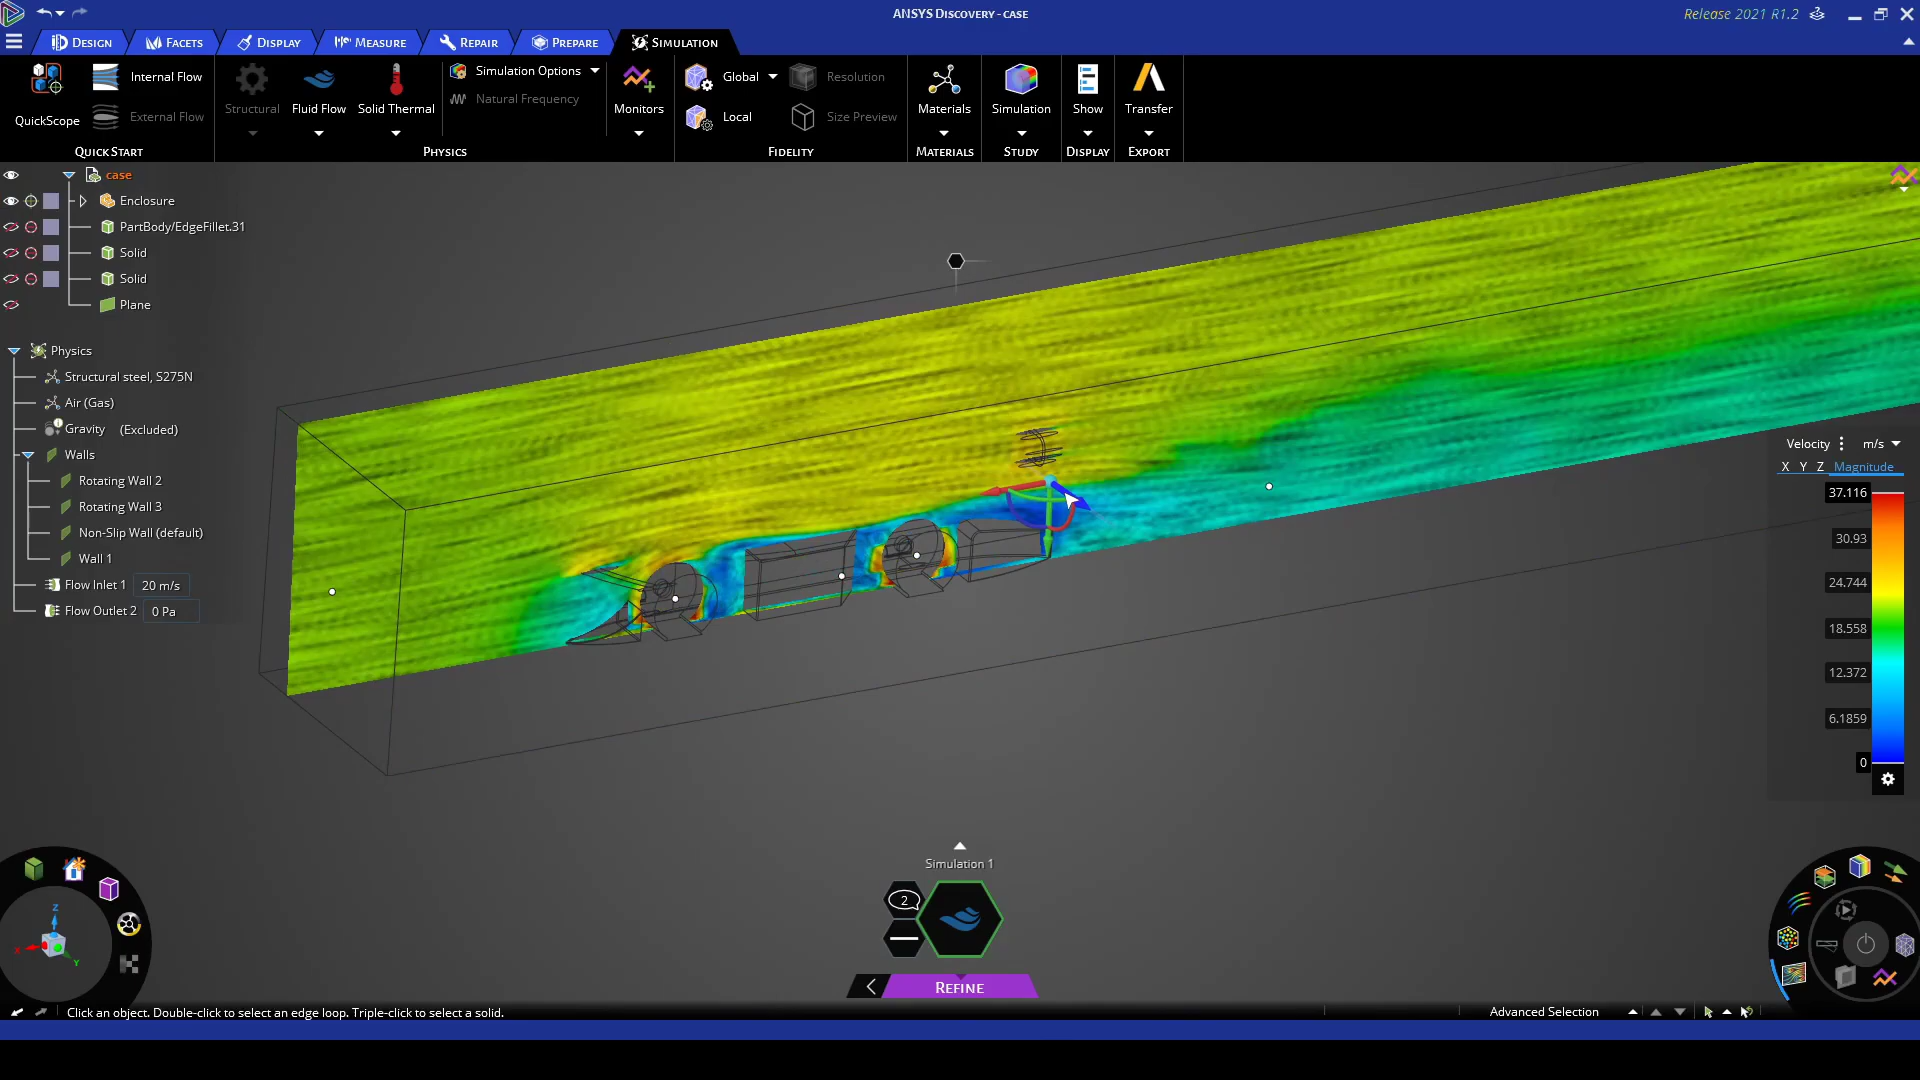 ANSYS DISCOVERY - CASE
Release 2021 R1.2
DESIGN
FACETS
DISPLAY
MEASURE
REPAIR
PREPARE
SIMULATION
QuickScope
Internal Flow
External Flow
QUICK START
Structural
Fluid Flow
Solid Thermal
Simulation Options
Natural Frequency
PHYSICS
Monitors
Global
Local
Resolution
Size Preview
FIDELITY
Materials
MATERIALS
Simulation
STUDY
Show
DISPLAY
Transfer
EXPORT
case
Enclosure
PartBody/EdgeFillet.31
Solid
Solid
Plane
Physics
Structural steel, S275N
Air (Gas)
Gravity (Excluded)
Walls
Rotating Wall 2
Rotating Wall 3
Non-Slip Wall (default)
Wall 1
Flow Inlet 1 20 m/s
Flow Outlet 2 0 Pa
Velocity m/s
X Y Z Magnitude
37.116
30.93
24.744
18.558
12.372
6.1859
0
Simulation 1
2
REFINE
Z
X
Y
Click an object. Double-click to select an edge loop. Triple-click to select a solid.
Advanced Selection